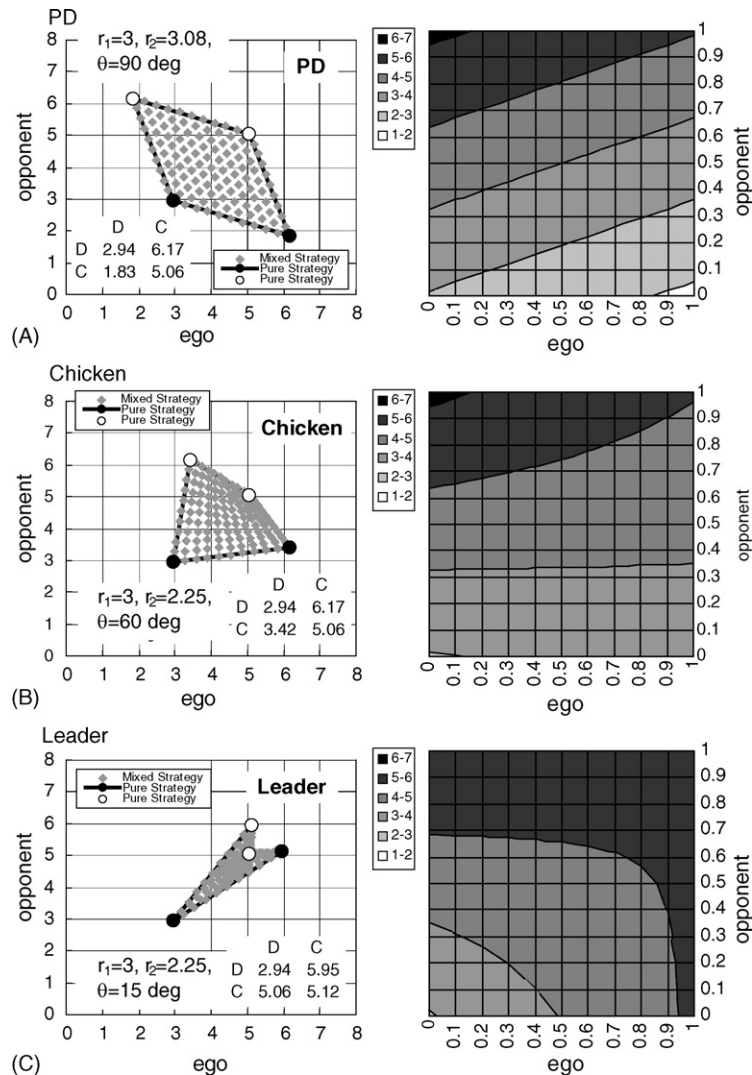 PD
r₁=3, r₂=3.08,
θ=90 deg
PD
8
7
6
5
4
3
2
1
0
opponent
D C
D 2.94 6.17
C 1.83 5.06
Mixed Strategy
Pure Strategy
Pure Strategy
0 1 2 3 4 5 6 7 8
ego
(A)
6-7
5-6
4-5
3-4
2-3
1-2
1
0.9
0.8
0.7
0.6
0.5
0.4
0.3
0.2
0.1
0
opponent
0 0.1 0.2 0.3 0.4 0.5 0.6 0.7 0.8 0.9 1
ego
Chicken
Mixed Strategy
Pure Strategy
Pure Strategy
Chicken
8
7
6
5
4
3
2
1
0
opponent
r₁=3, r₂=2.25,
θ=60 deg
D C
D 2.94 6.17
C 3.42 5.06
0 1 2 3 4 5 6 7 8
ego
(B)
6-7
5-6
4-5
3-4
2-3
1-2
1
0.9
0.8
0.7
0.6
0.5
0.4
0.3
0.2
0.1
0
opponent
0 0.1 0.2 0.3 0.4 0.5 0.6 0.7 0.8 0.9 1
ego
Leader
Mixed Strategy
Pure Strategy
Pure Strategy
Leader
8
7
6
5
4
3
2
1
0
opponent
r₁=3, r₂=2.25,
θ=15 deg
D C
D 2.94 5.95
C 5.06 5.12
0 1 2 3 4 5 6 7 8
ego
(C)
6-7
5-6
4-5
3-4
2-3
1-2
1
0.9
0.8
0.7
0.6
0.5
0.4
0.3
0.2
0.1
0
opponent
0 0.1 0.2 0.3 0.4 0.5 0.6 0.7 0.8 0.9 1
ego